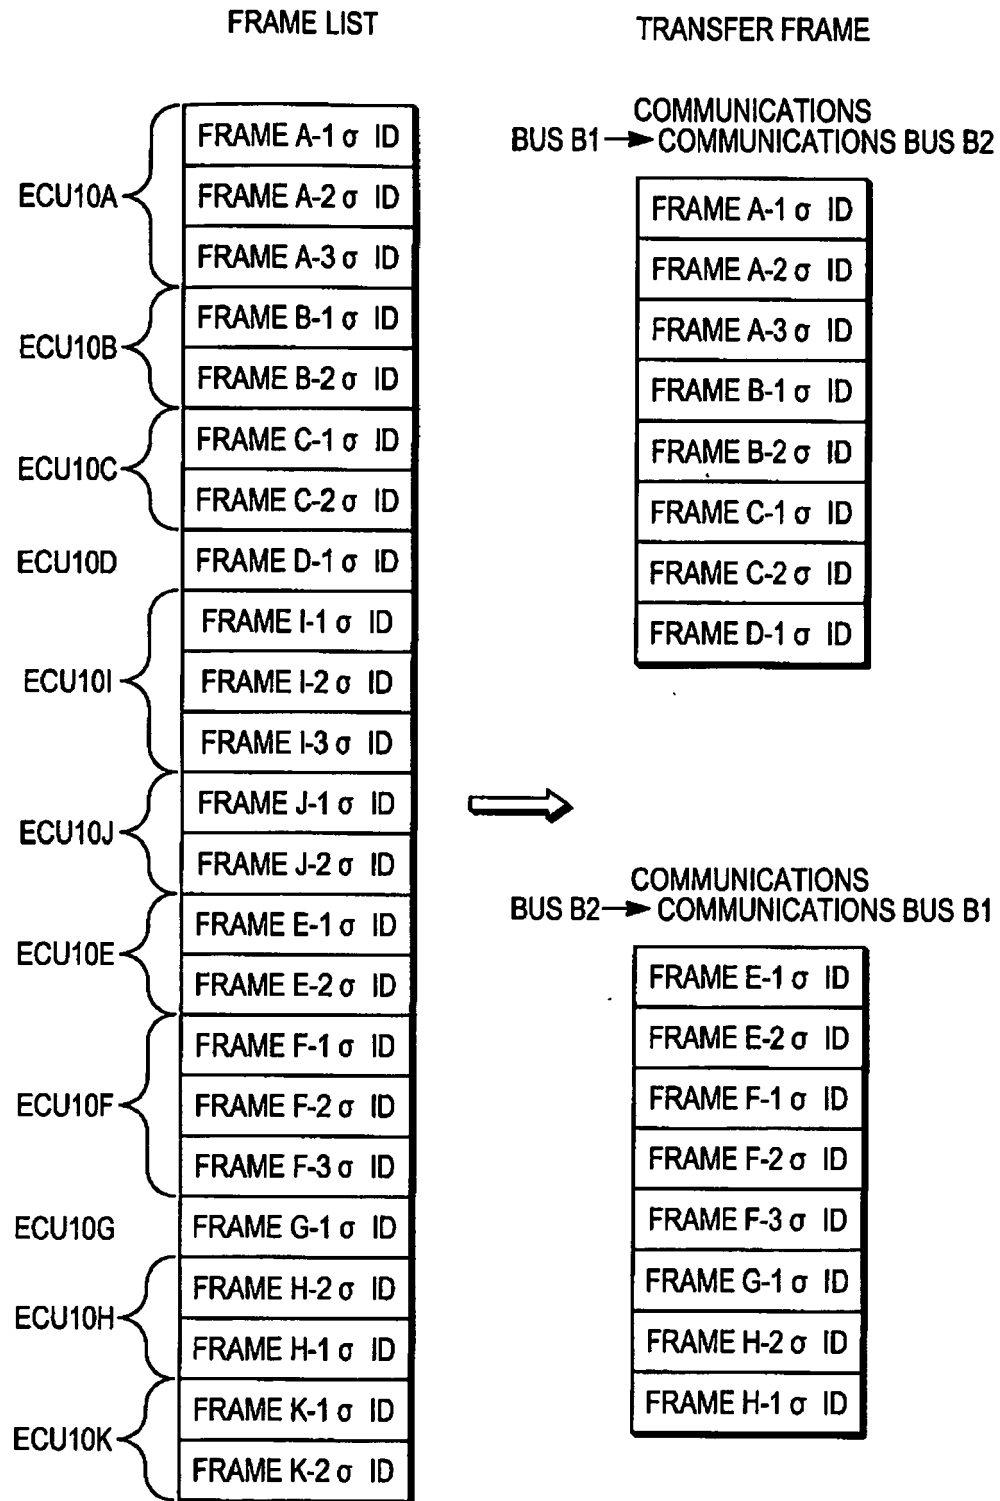 FRAME LIST
ECU10A
FRAME A-1 σ ID
FRAME A-2 σ ID
FRAME A-3 σ ID
ECU10B
FRAME B-1 σ ID
FRAME B-2 σ ID
ECU10C
FRAME C-1 σ ID
FRAME C-2 σ ID
ECU10D
FRAME D-1 σ ID
ECU10I
FRAME I-1 σ ID
FRAME I-2 σ ID
FRAME I-3 σ ID
ECU10J
FRAME J-1 σ ID
FRAME J-2 σ ID
ECU10E
FRAME E-1 σ ID
FRAME E-2 σ ID
ECU10F
FRAME F-1 σ ID
FRAME F-2 σ ID
FRAME F-3 σ ID
ECU10G
FRAME G-1 σ ID
ECU10H
FRAME H-2 σ ID
FRAME H-1 σ ID
ECU10K
FRAME K-1 σ ID
FRAME K-2 σ ID
TRANSFER FRAME
COMMUNICATIONS
BUS B1 → COMMUNICATIONS BUS B2
FRAME A-1 σ ID
FRAME A-2 σ ID
FRAME A-3 σ ID
FRAME B-1 σ ID
FRAME B-2 σ ID
FRAME C-1 σ ID
FRAME C-2 σ ID
FRAME D-1 σ ID
COMMUNICATIONS
BUS B2 → COMMUNICATIONS BUS B1
FRAME E-1 σ ID
FRAME E-2 σ ID
FRAME F-1 σ ID
FRAME F-2 σ ID
FRAME F-3 σ ID
FRAME G-1 σ ID
FRAME H-2 σ ID
FRAME H-1 σ ID